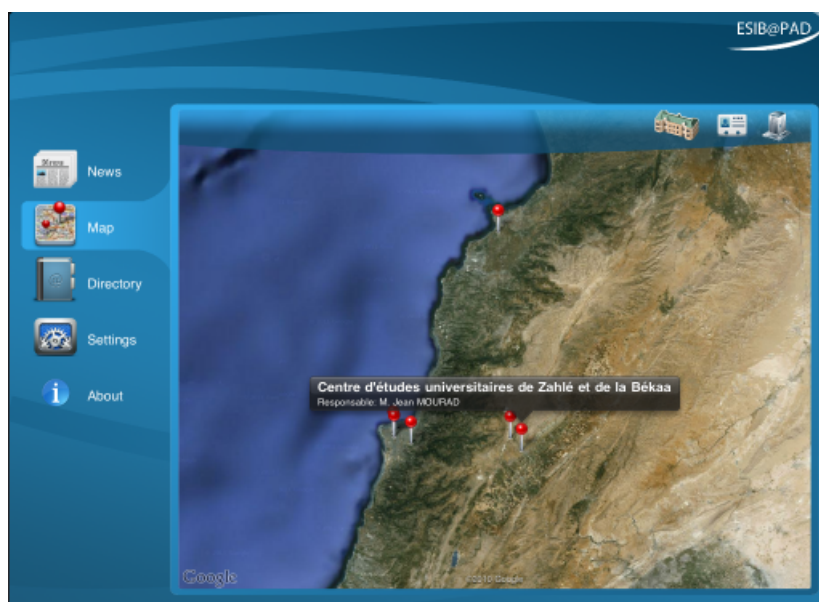 ESIB@PAD
News
Map
Directory
Settings
About
Centre d'études universitaires de Zahlé et de la Békaa
Responsable: M. Jean MOURAD
Google
©2010 Google